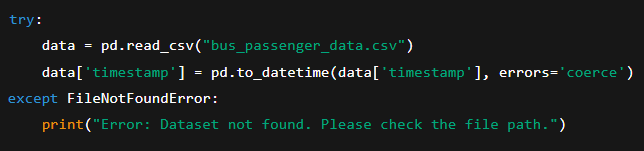 try:
    data = pd.read_csv("bus_passenger_data.csv")
    data['timestamp'] = pd.to_datetime(data['timestamp'], errors='coerce')
except FileNotFoundError:
    print("Error: Dataset not found. Please check the file path.")